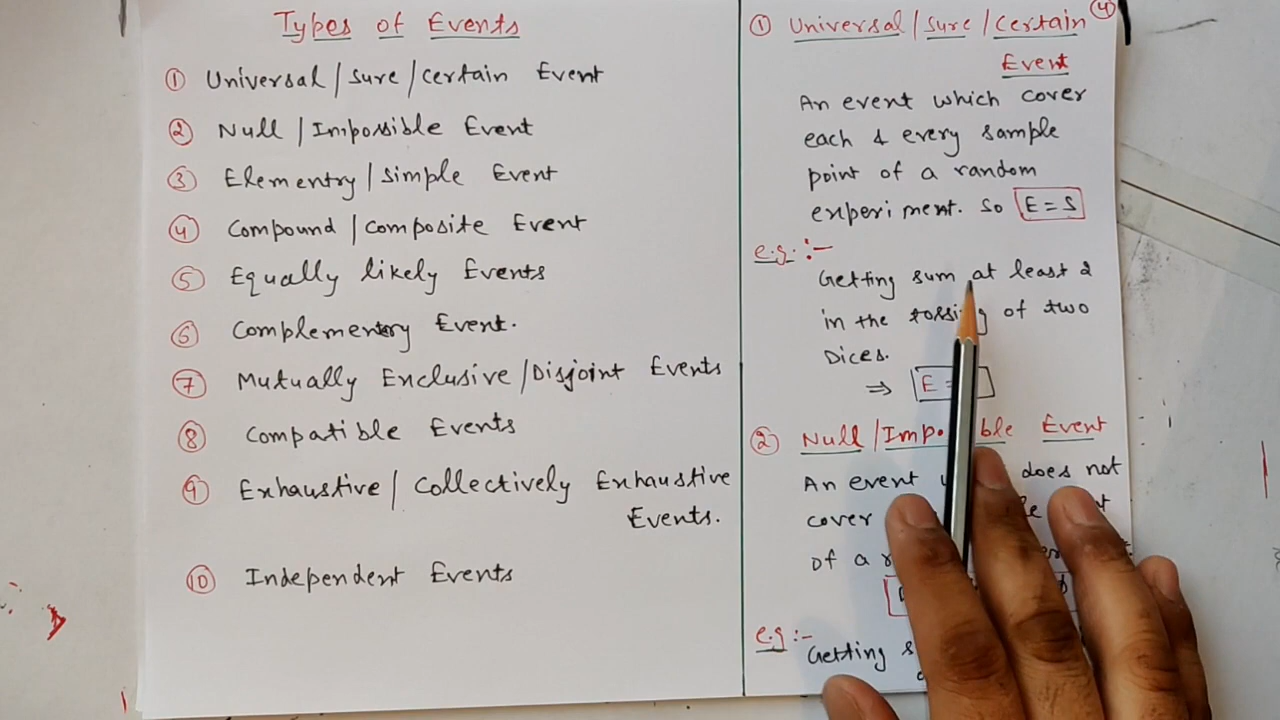 Types of Events
① Universal/Sure/Certain Event
② Null/Impossible Event
③ Elementry/Simple Event
④ Compound/Composite Event
⑤ Equally likely Events
⑥ Complementry Event.
⑦ Mutually Exclusive/Disjoint Events
⑧ Compatible Events
⑨ Exhaustive/Collectively Exhaustive
Events.
⑩ Independent Events
④
① Universal/Sure/Certain
Event
An event which cover
each & every sample
point of a random
experiment. So E = S
e.g. :-
Getting sum at least 2
in the tossing of two
Dices.
⇒ E =
② Null/Impossible Event
An event does not
cover
of a
e.g :-
Getting